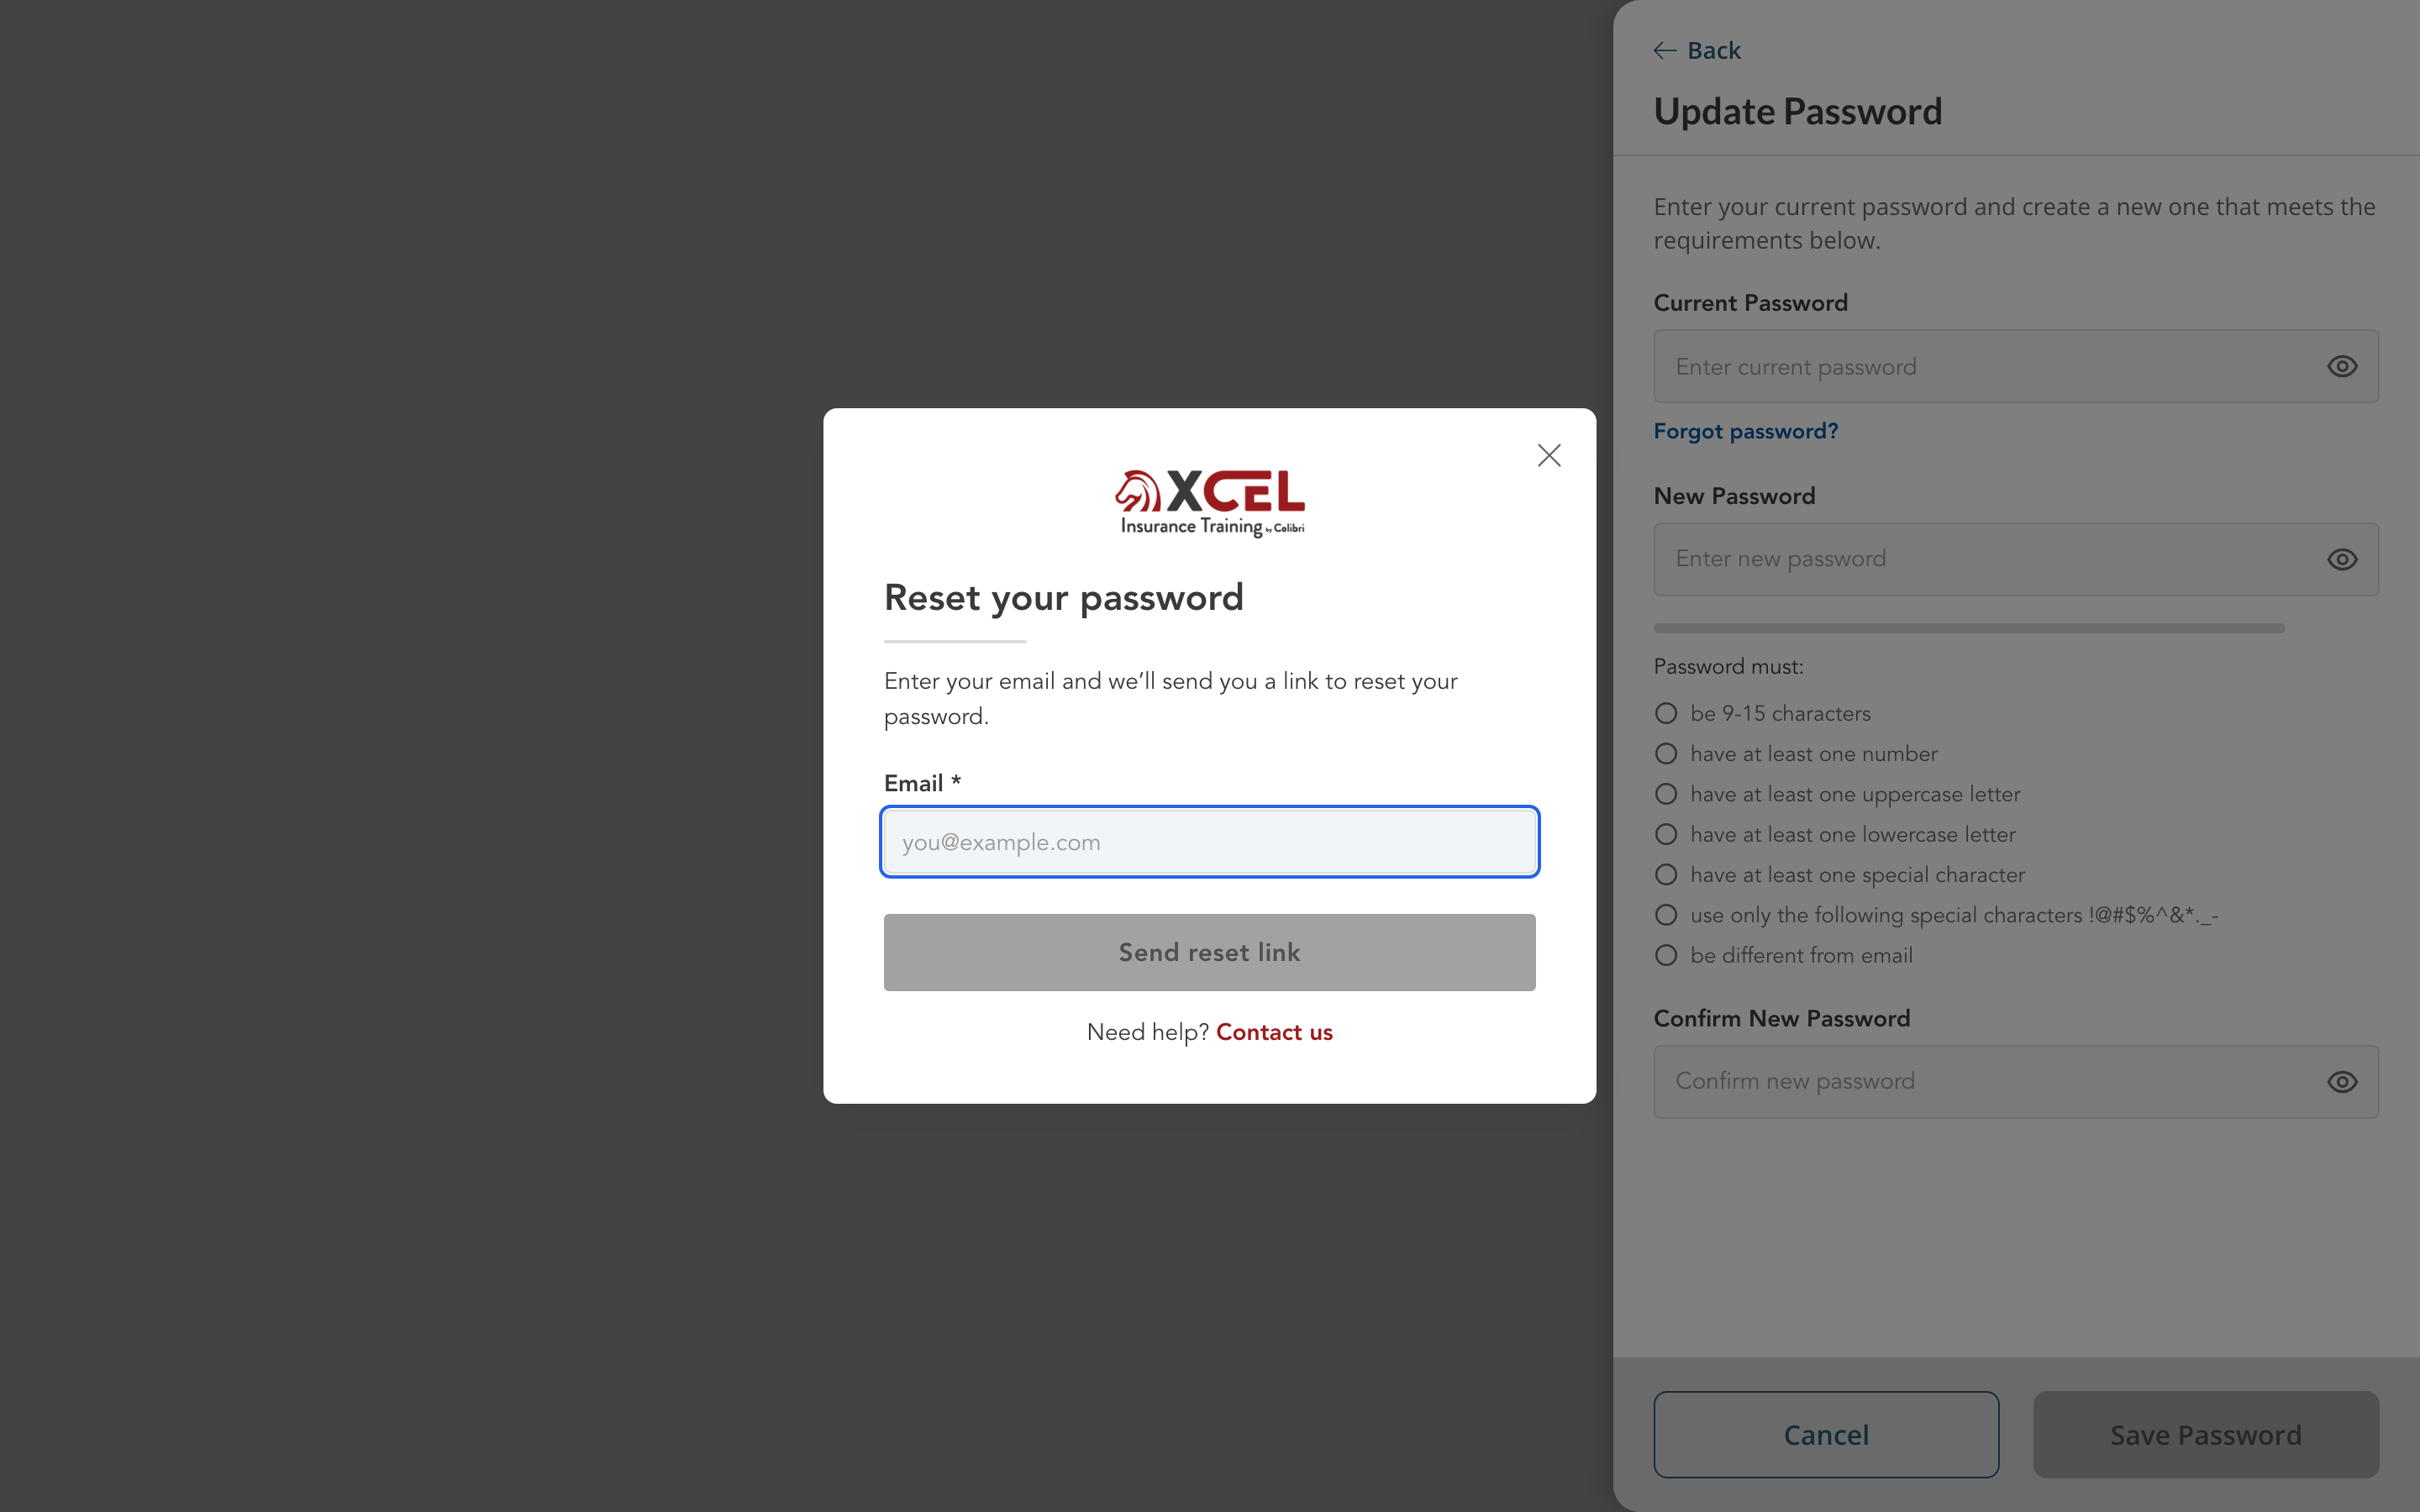 XCEL
Insurance Training by Colibri
Reset your password
Enter your email and we’ll send you a link to reset your
password.
Email *
you@example.com
Send reset link
Need help? Contact us
Back
Update Password
Enter your current password and create a new one that meets the
requirements below.
Current Password
Enter current password
Forgot password?
New Password
Enter new password
Password must:
be 9-15 characters
have at least one number
have at least one uppercase letter
have at least one lowercase letter
have at least one special character
use only the following special characters !@#$%^&*._-
be different from email
Confirm New Password
Confirm new password
Cancel
Save Password